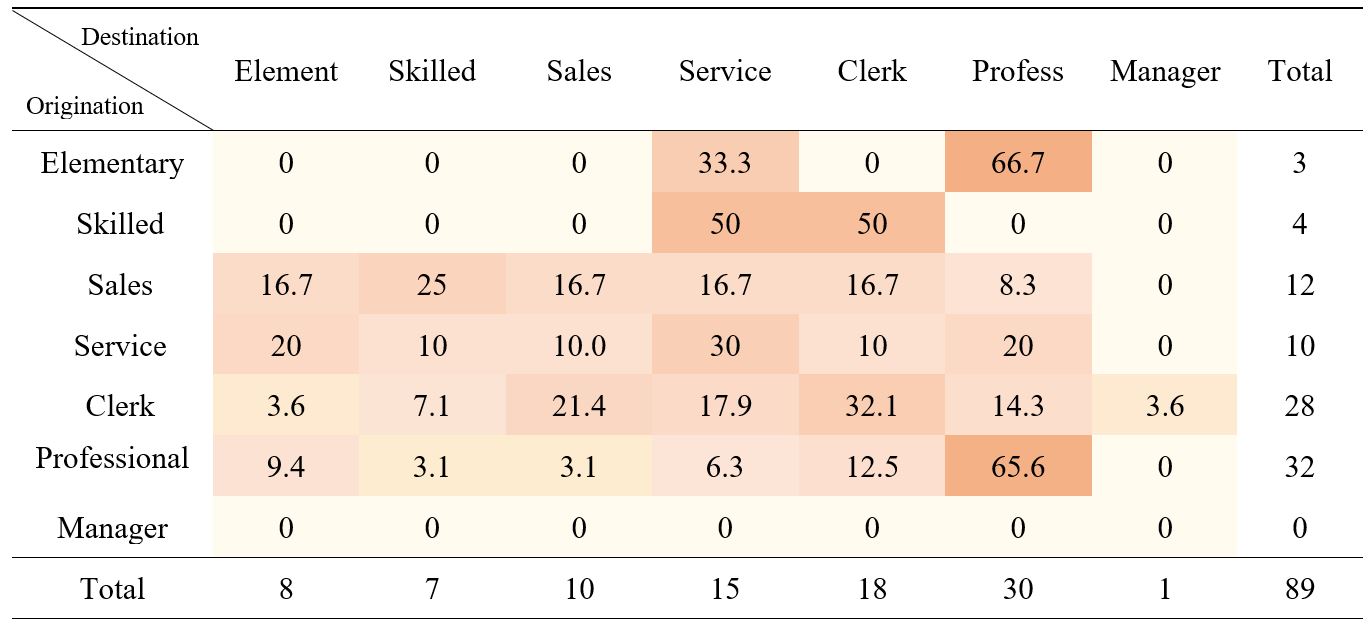 Destination
Origination
Element Skilled Sales Service Clerk Profess Manager Total
Elementary 0 0 0 33.3 0 66.7 0 3
Skilled 0 0 0 50 50 0 0 4
Sales 16.7 25 16.7 16.7 16.7 8.3 0 12
Service 20 10 10.0 30 10 20 0 10
Clerk 3.6 7.1 21.4 17.9 32.1 14.3 3.6 28
Professional 9.4 3.1 3.1 6.3 12.5 65.6 0 32
Manager 0 0 0 0 0 0 0 0
Total 8 7 10 15 18 30 1 89